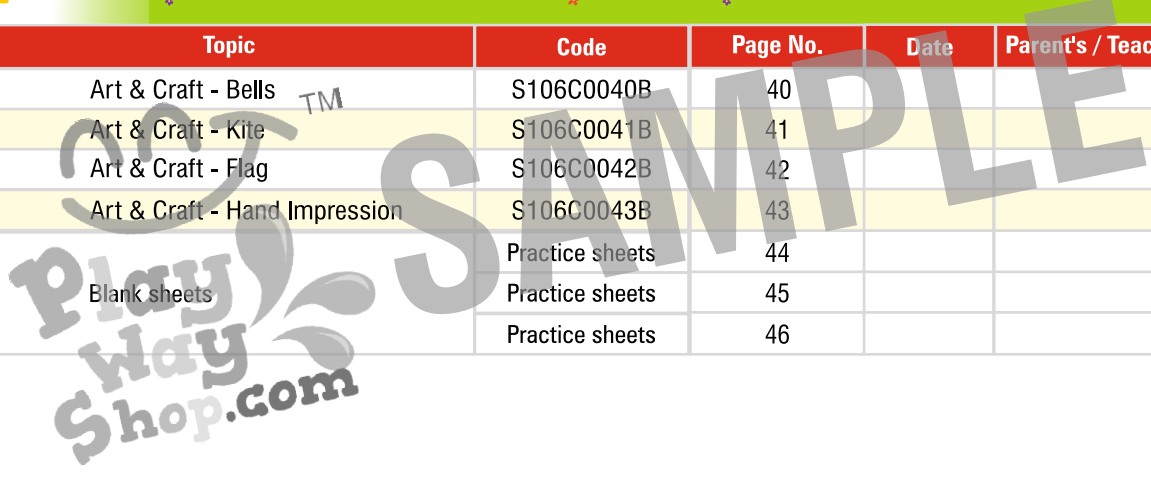 Topic Code Page No. Date Parent's / Teac
Art & Craft - Bells S106C0040B 40
Art & Craft - Kite S106C0041B 41
Art & Craft - Flag S106C0042B 42
Art & Craft - Hand Impression S106C0043B 43
Practice sheets 44
Blank sheets Practice sheets 45
Practice sheets 46
SAMPLE
TM
Play
Way
Shop.com